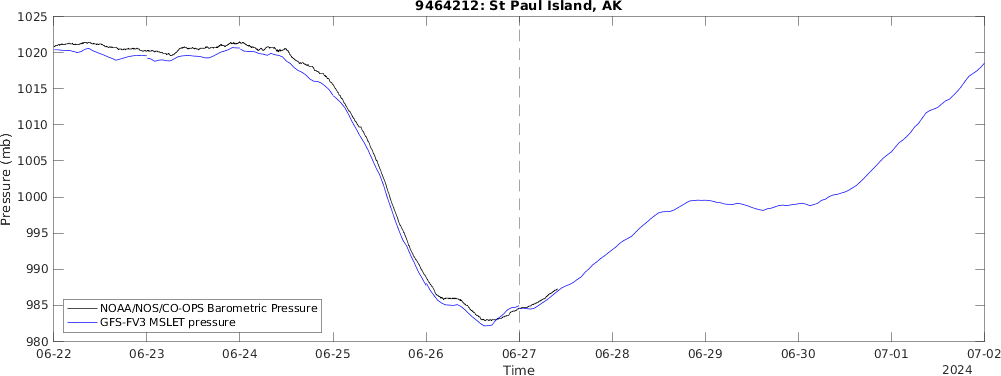 9464212: St Paul Island, AK
1025
1020
1015
1010
1005
1000
995
990
985
980
Pressure (mb)
NOAA/NOS/CO-OPS Barometric Pressure
GFS-FV3 MSLET pressure
06-22 06-23 06-24 06-25 06-26 06-27 06-28 06-29 06-30 07-01 07-02
Time
2024